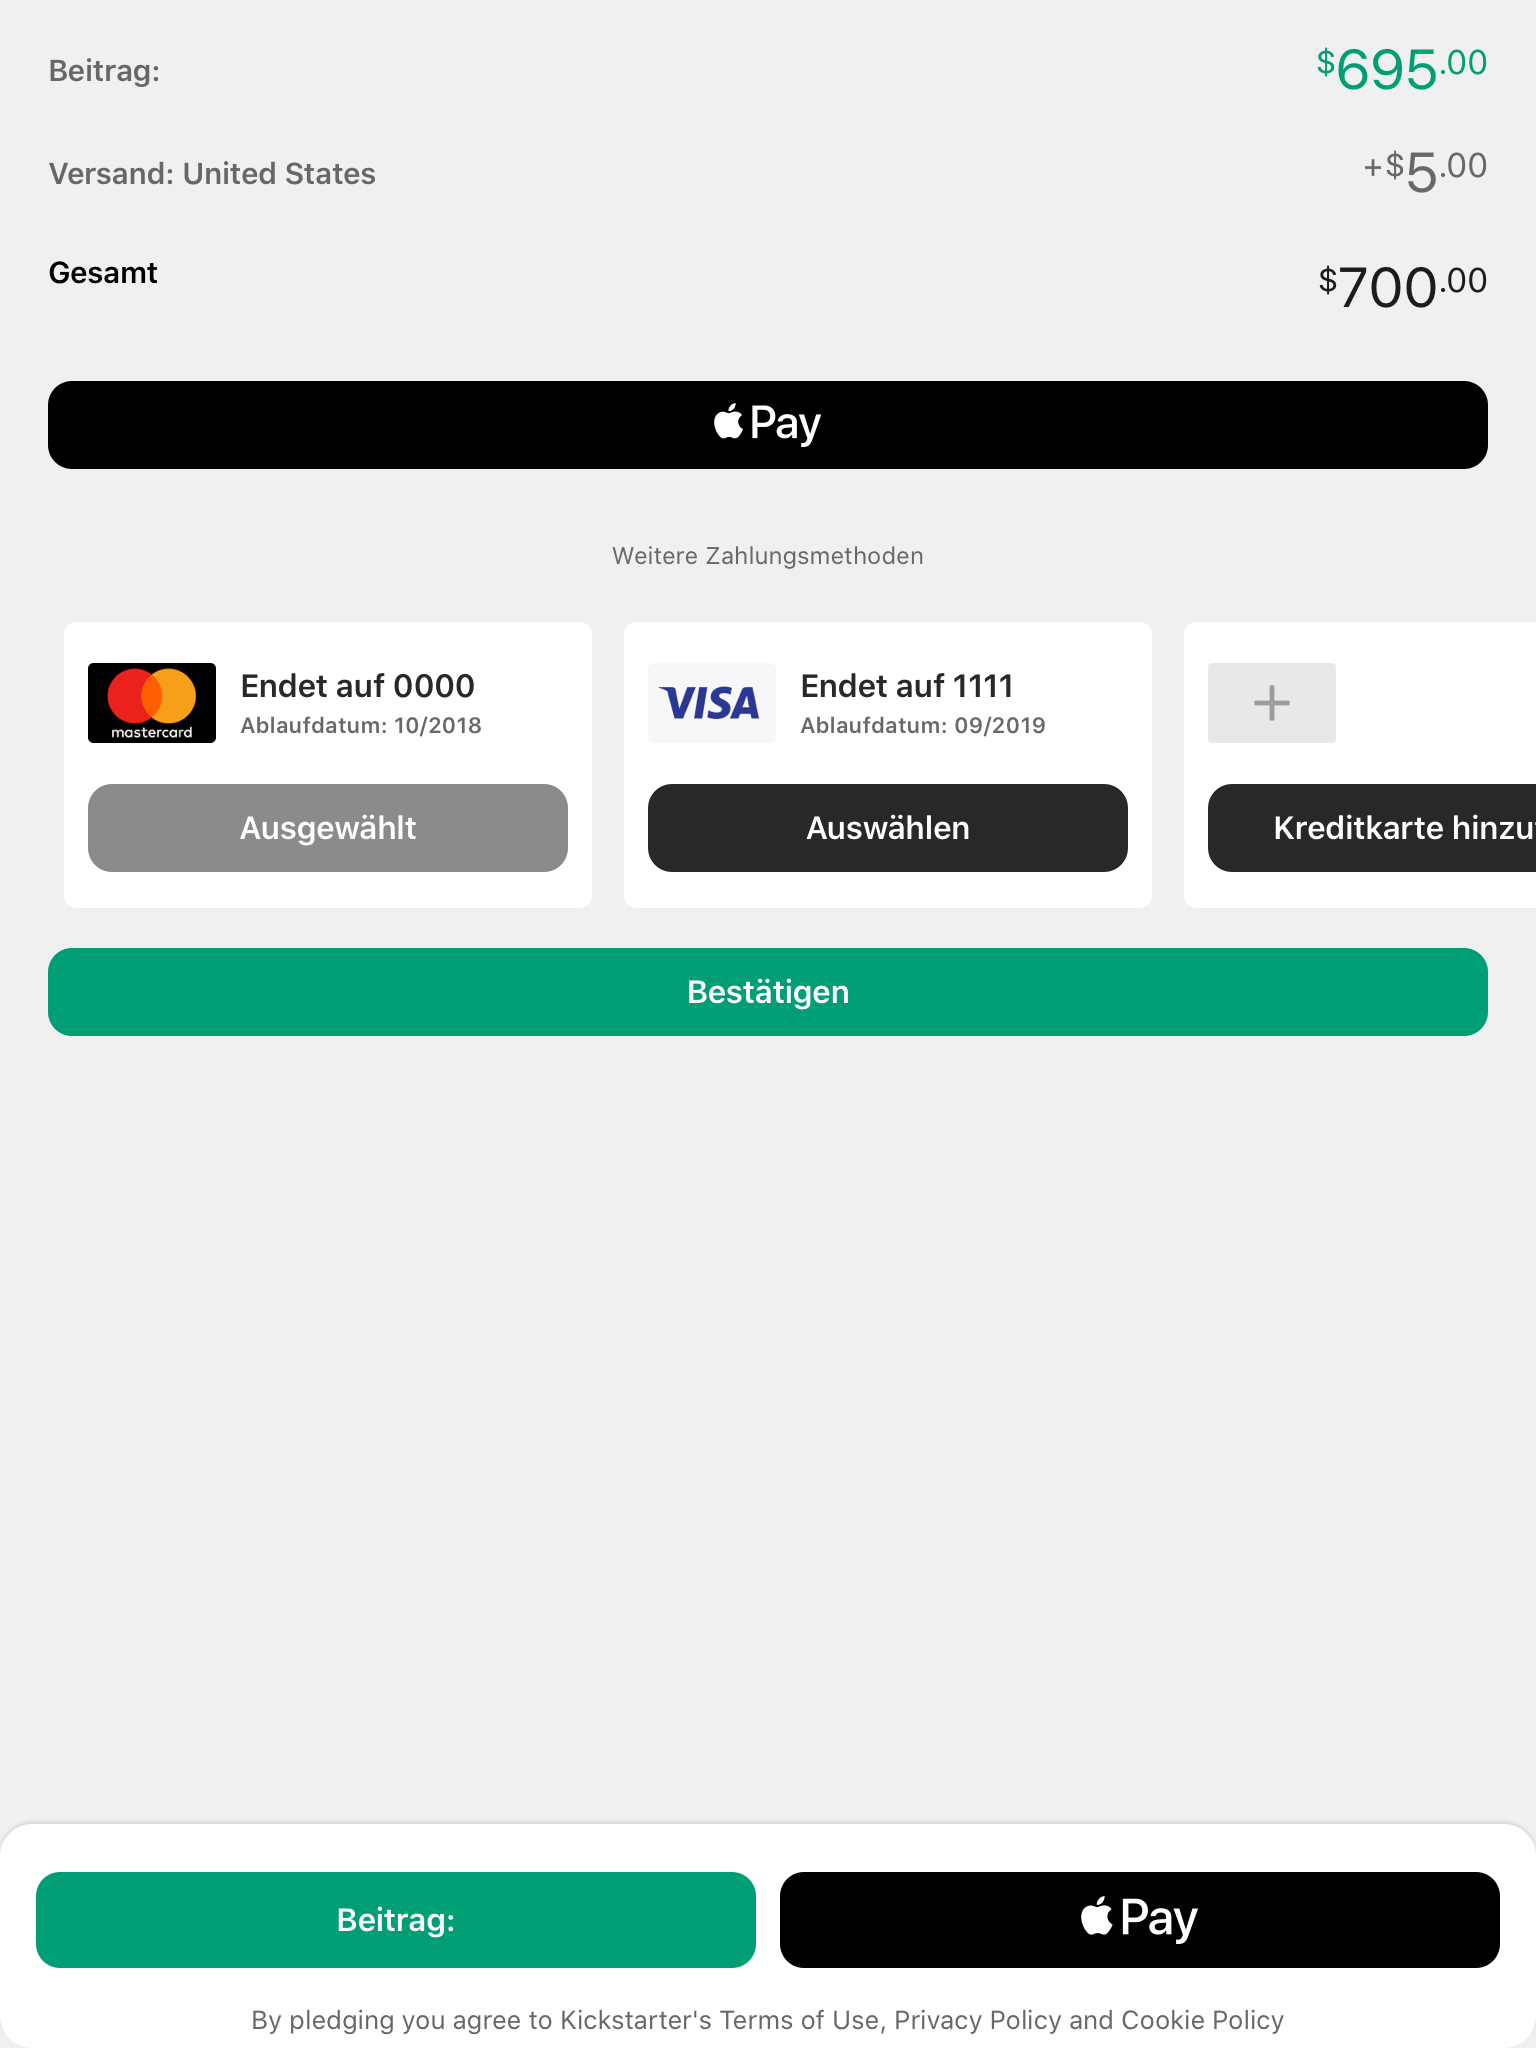 Beitrag:
$695.00
Versand: United States
+$5.00
Gesamt
$700.00
Pay
Weitere Zahlungsmethoden
mastercard
Endet auf 0000
Ablaufdatum: 10/2018
Ausgewählt
VISA
Endet auf 1111
Ablaufdatum: 09/2019
Auswählen
+
Kreditkarte
Bestätigen
Beitrag:
Pay
By pledging you agree to Kickstarter's Terms of Use, Privacy Policy and Cookie Policy